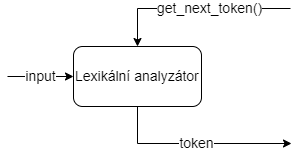 get_next_token()
input
Lexikální analyzátor
token